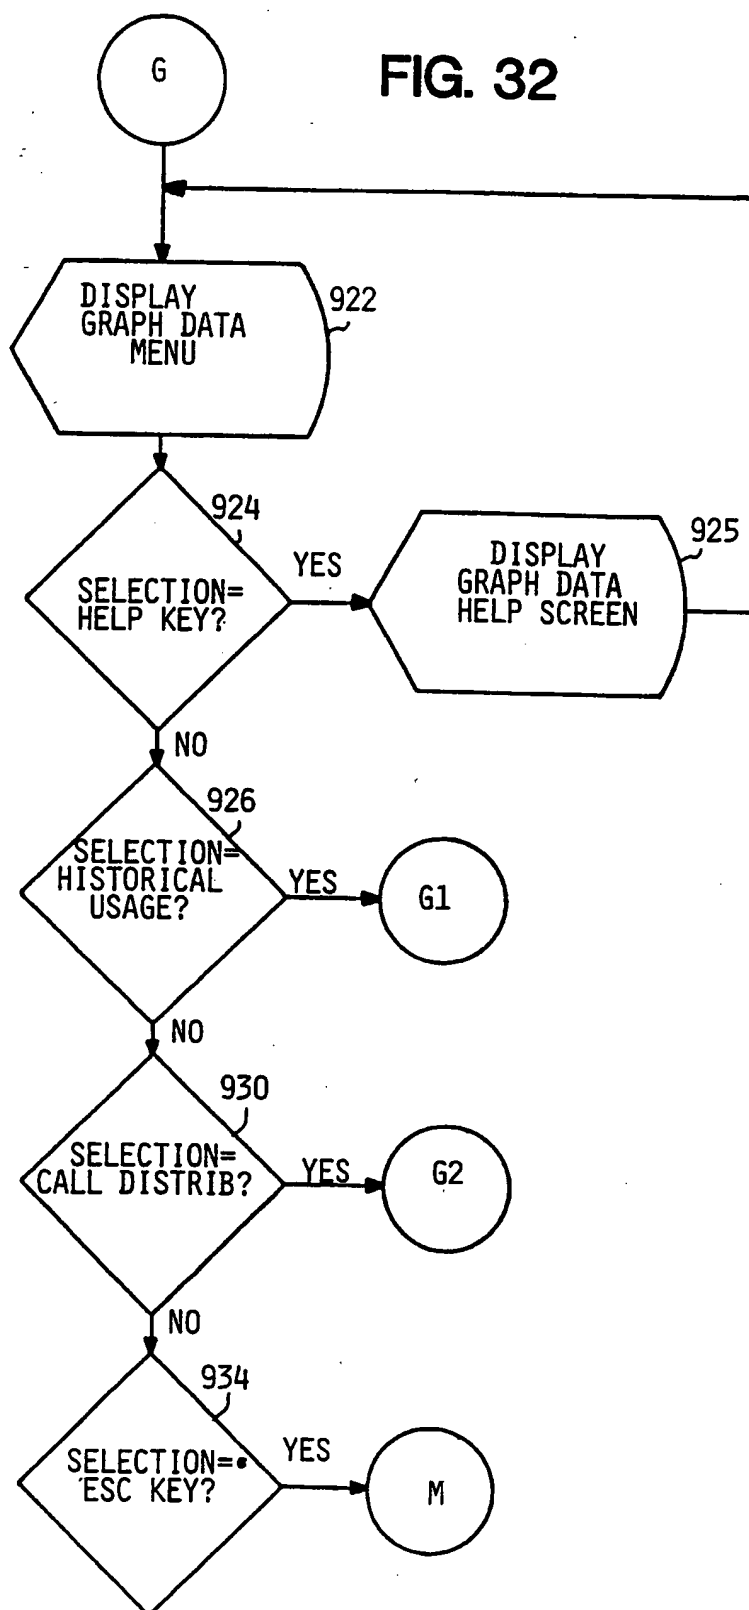 G
FIG. 32
DISPLAY
GRAPH DATA
MENU
922
924
SELECTION=
HELP KEY?
YES
DISPLAY
GRAPH DATA
HELP SCREEN
925
NO
926
SELECTION=
HISTORICAL
USAGE?
YES
G1
NO
930
SELECTION=
CALL DISTRIB?
YES
G2
NO
934
SELECTION=
ESC KEY?
YES
M